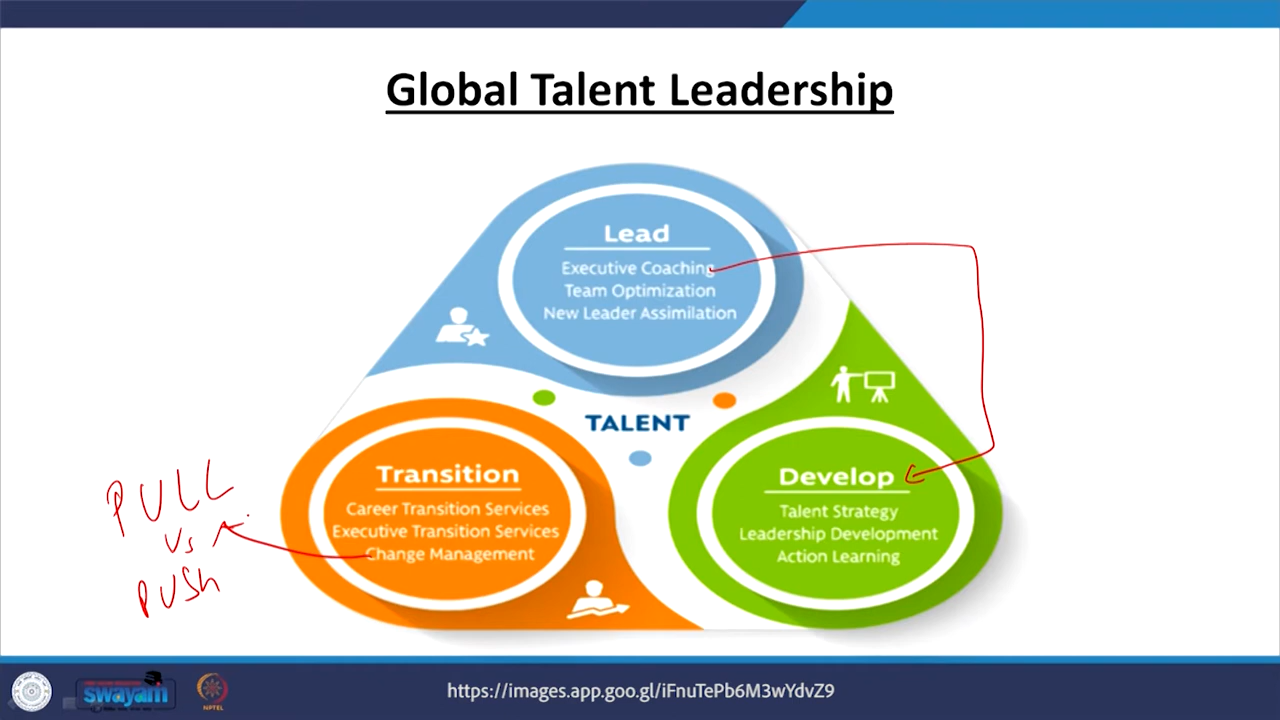 Global Talent Leadership
Lead
Executive Coaching
Team Optimization
New Leader Assimilation
TALENT
Transition
Career Transition Services
Executive Transition Services
Change Management
Develop
Talent Strategy
Leadership Development
Action Learning
PULL
Vs
PUSH
swayam
NPTEL
https://images.app.goo.gl/iFnuTePb6M3wYdvZ9